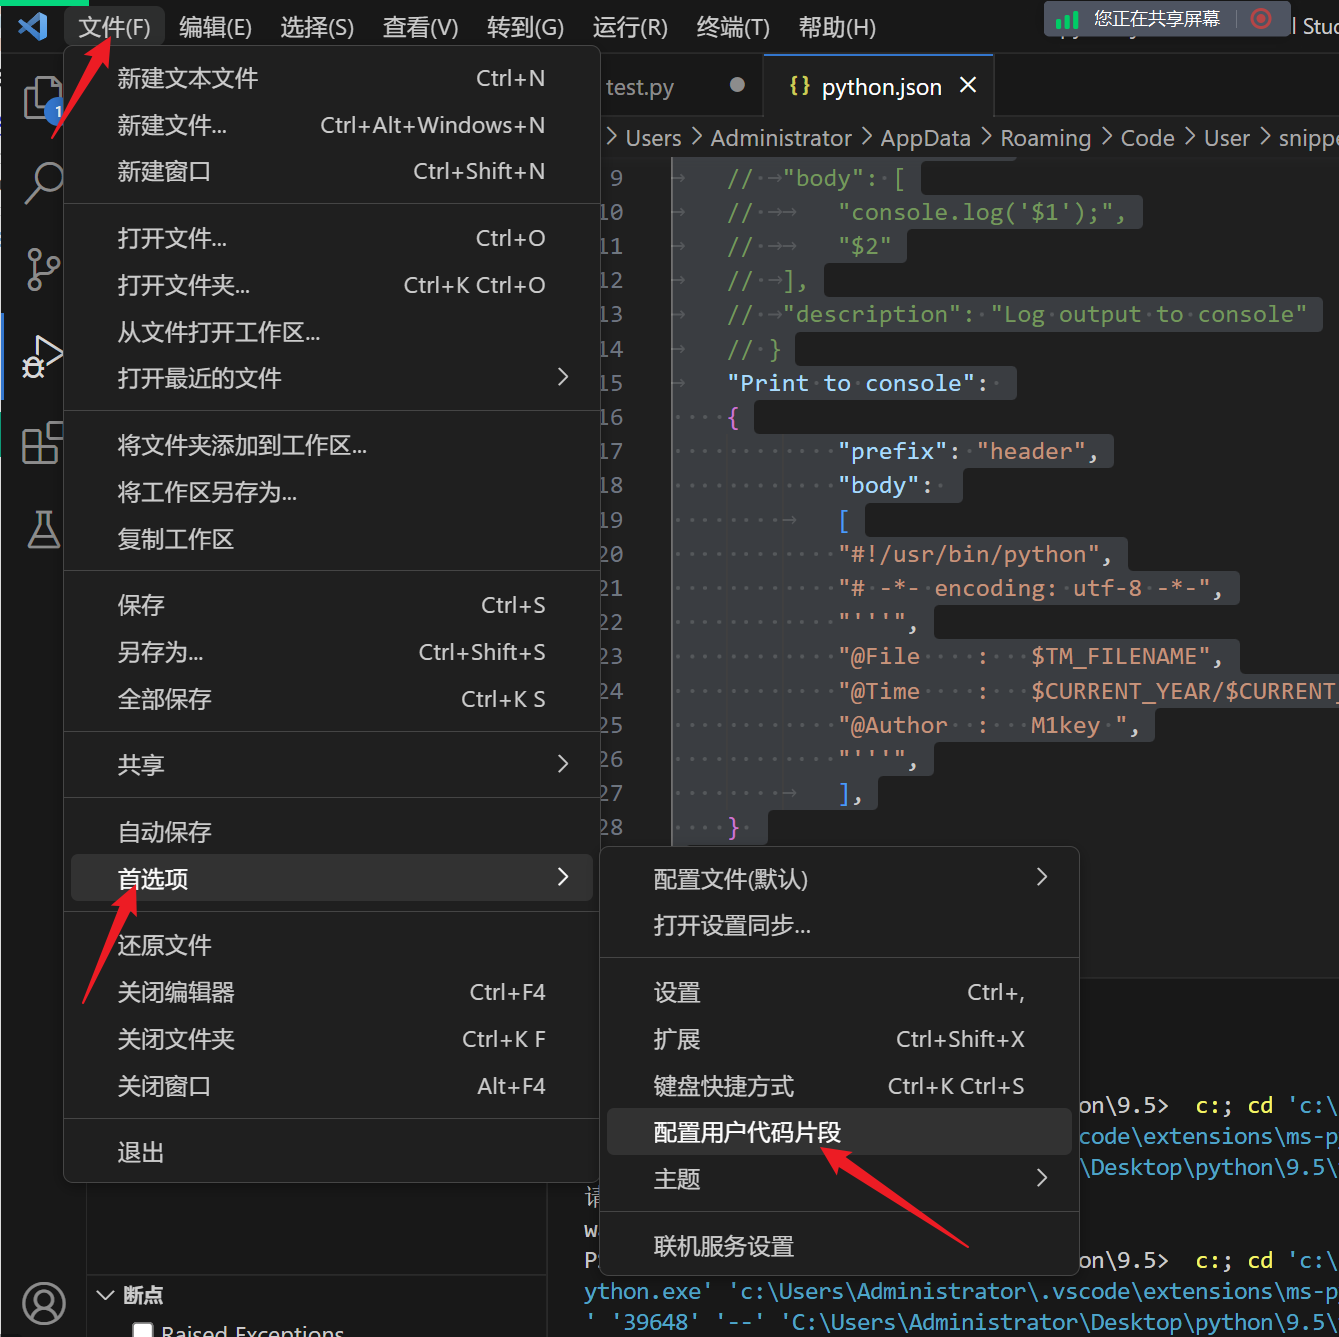 文件(F) 编辑(E) 选择(S) 查看(V) 转到(G) 运行(R) 终端(T) 帮助(H)
您正在共享屏幕
l Stud
1
新建文本文件 Ctrl+N
新建文件... Ctrl+Alt+Windows+N
新建窗口 Ctrl+Shift+N
打开文件... Ctrl+O
打开文件夹... Ctrl+K Ctrl+O
从文件打开工作区...
打开最近的文件
将文件夹添加到工作区...
将工作区另存为...
复制工作区
保存 Ctrl+S
另存为... Ctrl+Shift+S
全部保存 Ctrl+K S
共享
自动保存
首选项
还原文件
关闭编辑器 Ctrl+F4
关闭文件夹 Ctrl+K F
关闭窗口 Alt+F4
退出
test.py
{} python.json
> Users > Administrator > AppData > Roaming > Code > User > snippe
9 // "body": [
10 // "console.log('$1');",
11 // "$2"
12 // ],
13 // "description": "Log output to console"
14 // }
15 "Print to console":
16 {
17 "prefix": "header",
18 "body":
19 [
20 "#!/usr/bin/python",
21 "# -*- encoding: utf-8 -*-",
22 "'''",
23 "@File : $TM_FILENAME",
24 "@Time : $CURRENT_YEAR/$CURRENT_
25 "@Author : M1key ",
26 "'''",
27 ],
28 }
配置文件(默认)
打开设置同步...
设置 Ctrl+,
扩展 Ctrl+Shift+X
键盘快捷方式 Ctrl+K Ctrl+S
配置用户代码片段
主题
联机服务设置
on\9.5> c:; cd 'c:\
code\extensions\ms-p
\Desktop\python\9.5\
请
w
P
on\9.5> c:; cd 'c:\
ython.exe' 'c:\Users\Administrator\.vscode\extensions\ms-p
' '39648' '--' 'C:\Users\Administrator\Desktop\python\9.5\
断点
Raised Exceptions